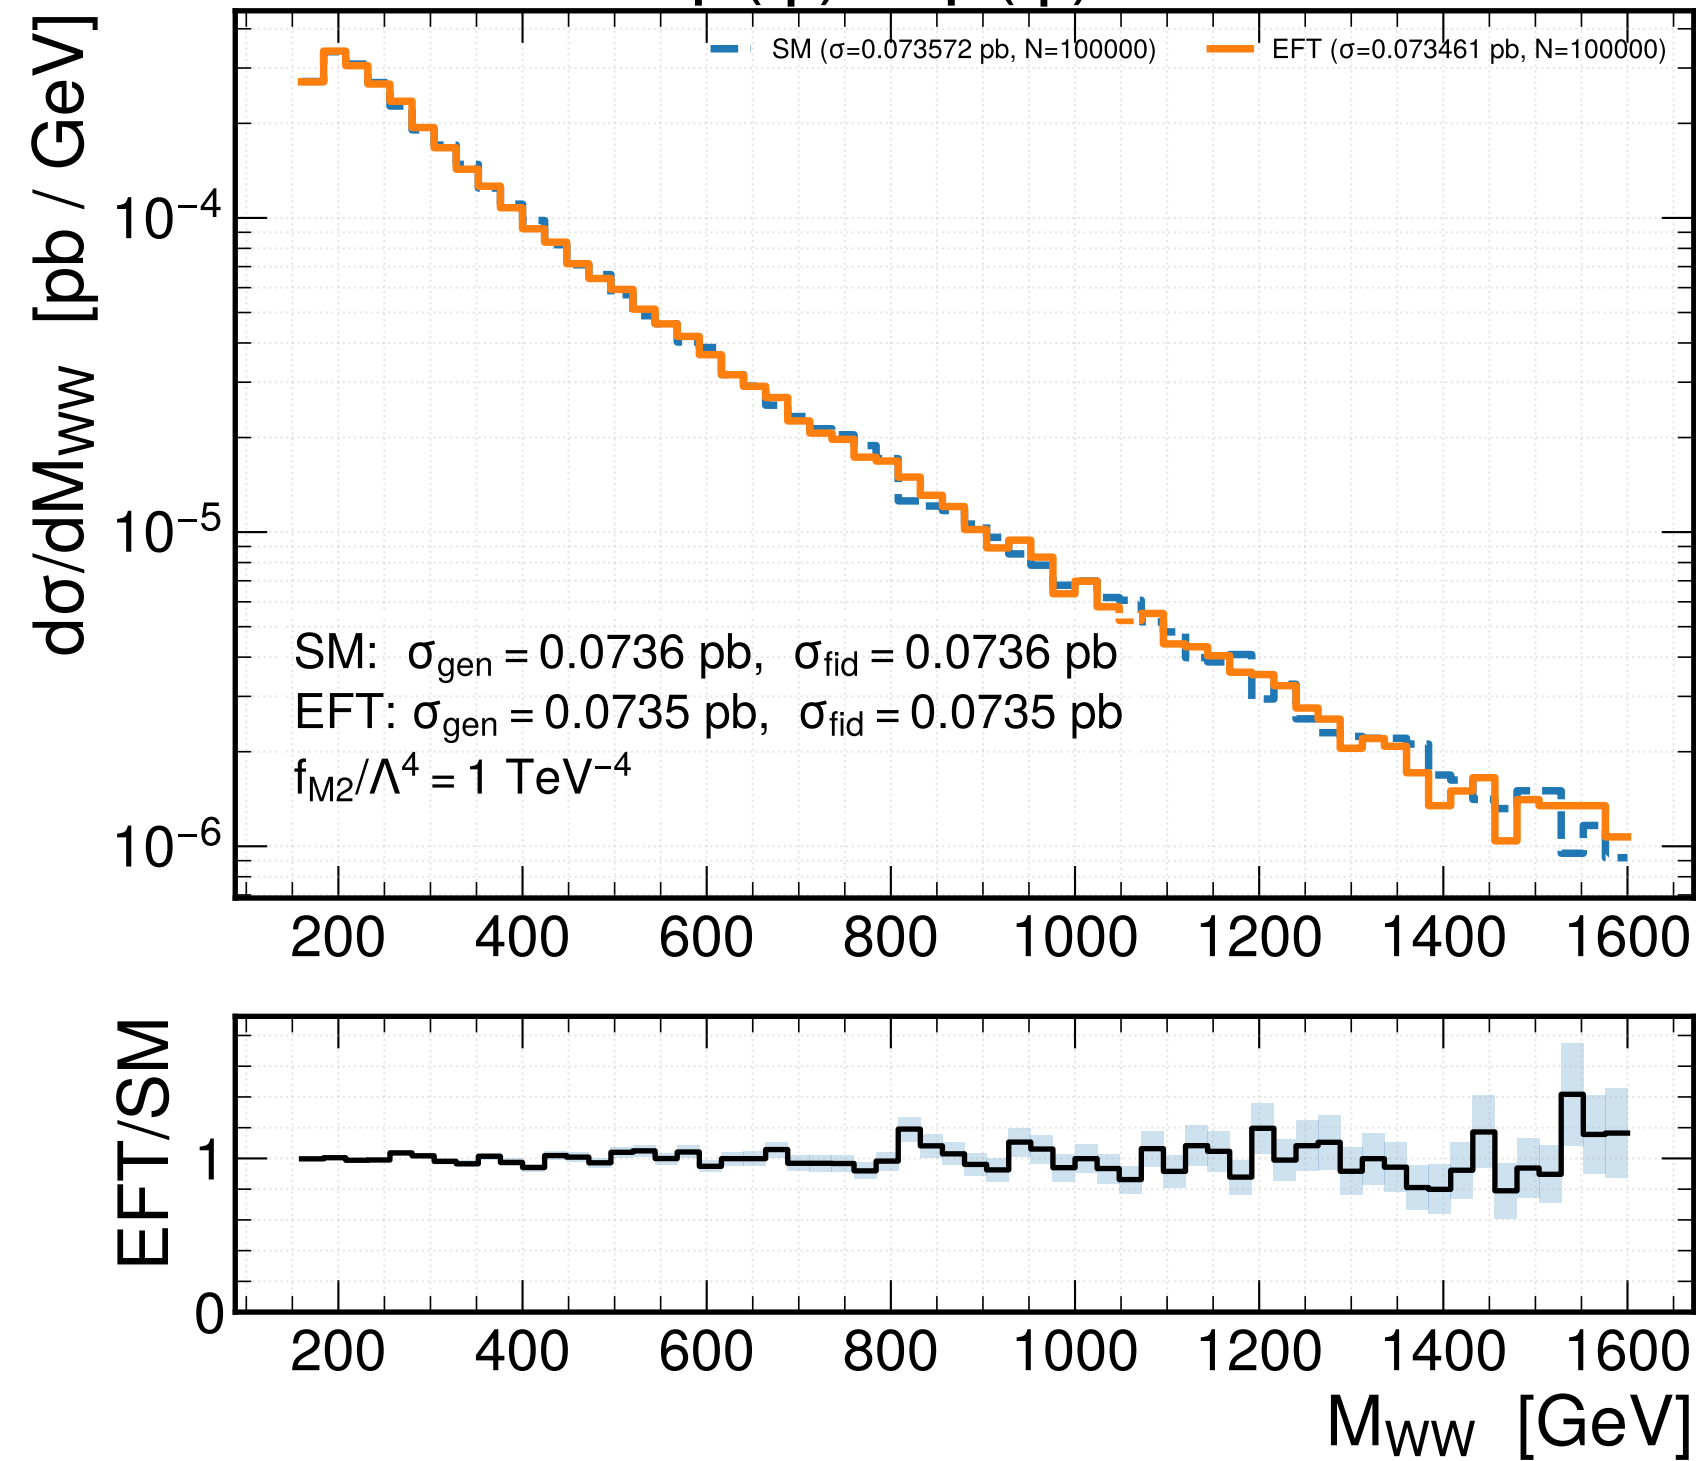 SM (σ=0.073572 pb, N=100000) EFT (σ=0.073461 pb, N=100000)
dσ/dM_WW [pb / GeV]
10⁻⁴
10⁻⁵
10⁻⁶
SM: σ_gen = 0.0736 pb, σ_fid = 0.0736 pb
EFT: σ_gen = 0.0735 pb, σ_fid = 0.0735 pb
f_M2/Λ⁴ = 1 TeV⁻⁴
200 400 600 800 1000 1200 1400 1600
EFT/SM
1
0
200 400 600 800 1000 1200 1400 1600
M_WW [GeV]